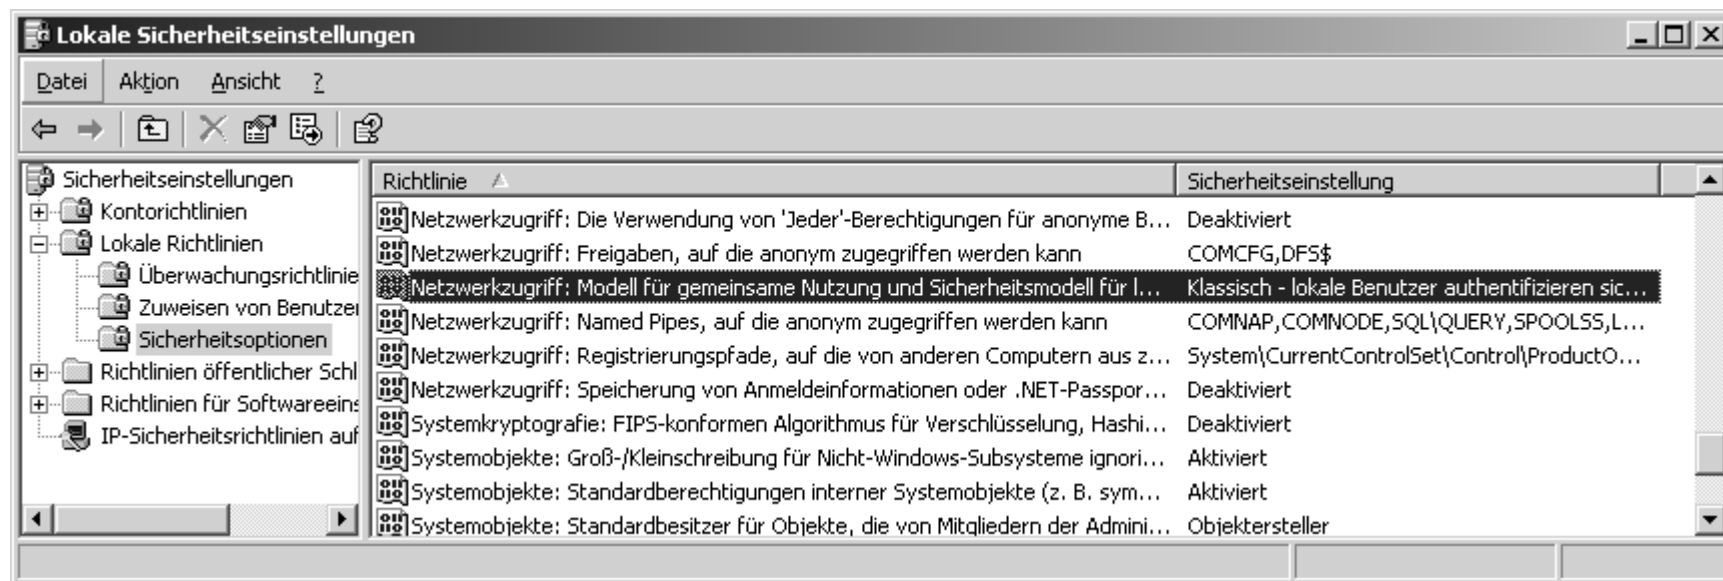 Lokale Sicherheitseinstellungen
Datei Aktion Ansicht ?
Sicherheitseinstellungen
Kontorichtlinien
Lokale Richtlinien
Überwachungsrichtlinie
Zuweisen von Benutzer
Sicherheitsoptionen
Richtlinien öffentlicher Schl
Richtlinien für Softwareeins
IP-Sicherheitsrichtlinien auf
Richtlinie Sicherheitseinstellung
Netzwerkzugriff: Die Verwendung von 'Jeder'-Berechtigungen für anonyme B... Deaktiviert
Netzwerkzugriff: Freigaben, auf die anonym zugegriffen werden kann COMCFG,DFS$
Netzwerkzugriff: Modell für gemeinsame Nutzung und Sicherheitsmodell für l... Klassisch - lokale Benutzer authentifizieren sic...
Netzwerkzugriff: Named Pipes, auf die anonym zugegriffen werden kann COMNAP,COMNODE,SQL\QUERY,SPOOLSS,L...
Netzwerkzugriff: Registrierungspfade, auf die von anderen Computern aus z... System\CurrentControlSet\Control\ProductO...
Netzwerkzugriff: Speicherung von Anmeldeinformationen oder .NET-Passpor... Deaktiviert
Systemkryptografie: FIPS-konformen Algorithmus für Verschlüsselung, Hashi... Deaktiviert
Systemobjekte: Groß-/Kleinschreibung für Nicht-Windows-Subsysteme ignori... Aktiviert
Systemobjekte: Standardberechtigungen interner Systemobjekte (z. B. sym... Aktiviert
Systemobjekte: Standardbesitzer für Objekte, die von Mitgliedern der Admini... Objektersteller